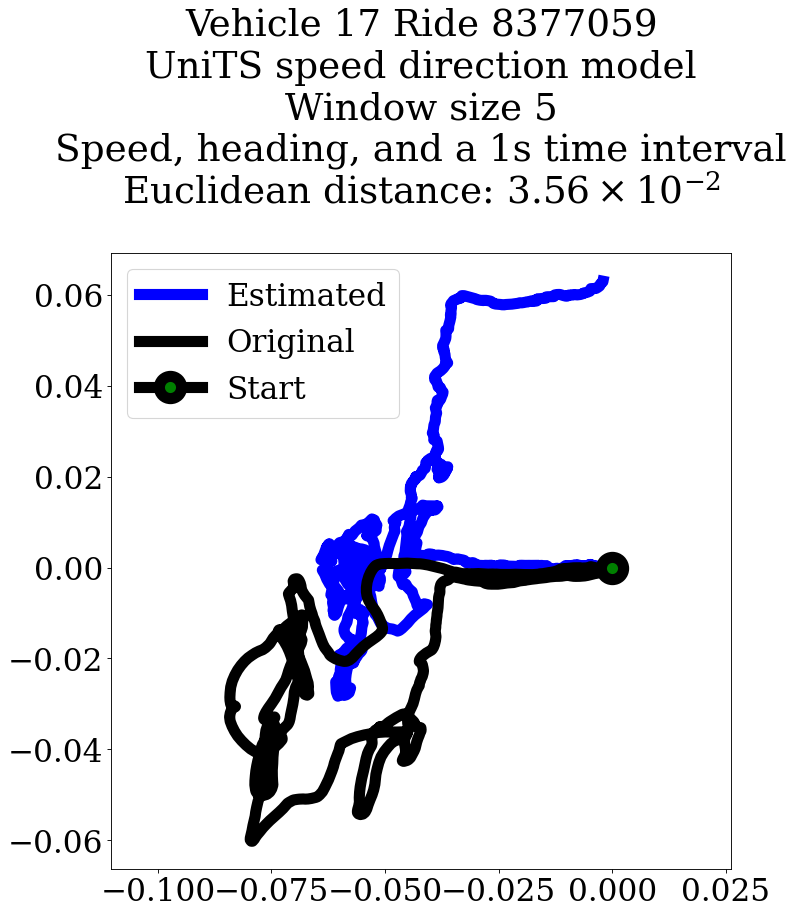 Vehicle 17 Ride 8377059
UniTS speed direction model
Window size 5
Speed, heading, and a 1s time interval
Euclidean distance: 3.56 × 10⁻²
Estimated
Original
Start
0.06
0.04
0.02
0.00
−0.02
−0.04
−0.06
−0.100 −0.075 −0.050 −0.025 0.000 0.025